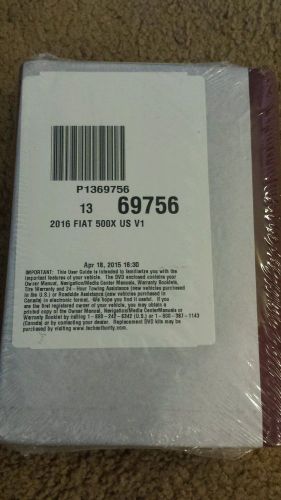 P1369756
13 69756
2016 FIAT 500X US V1
Apr 18, 2015 16:30
IMPORTANT: This User Guide is intended to familiarize you with the
important features of your vehicle. The DVD enclosed contains your
Owner Manual, Navigation/Media Center Manuals, Warranty Booklets,
Tire Warranty and 24 - Hour Towing Assistance (new vehicles purchased
in the U.S.) or Roadside Assistance (new vehicles purchased in
Canada) in electronic format. We hope you find it useful. If you
are the first registered owner of your vehicle, you may obtain a
printed copy of the Owner Manual, Navigation/Media Center Manuals or
Warranty Booklet by calling 1-800-242-6342 (U.S.) or 1-800-387-1143
(Canada) or by contacting your dealer. Replacement DVD kits may be
purchased by visiting www.techauthority.com.